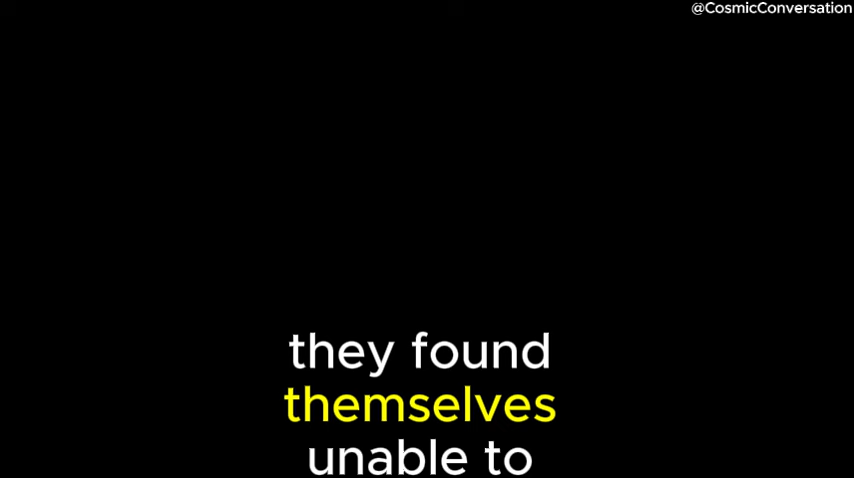 @CosmicConversation
they found
themselves
unable to